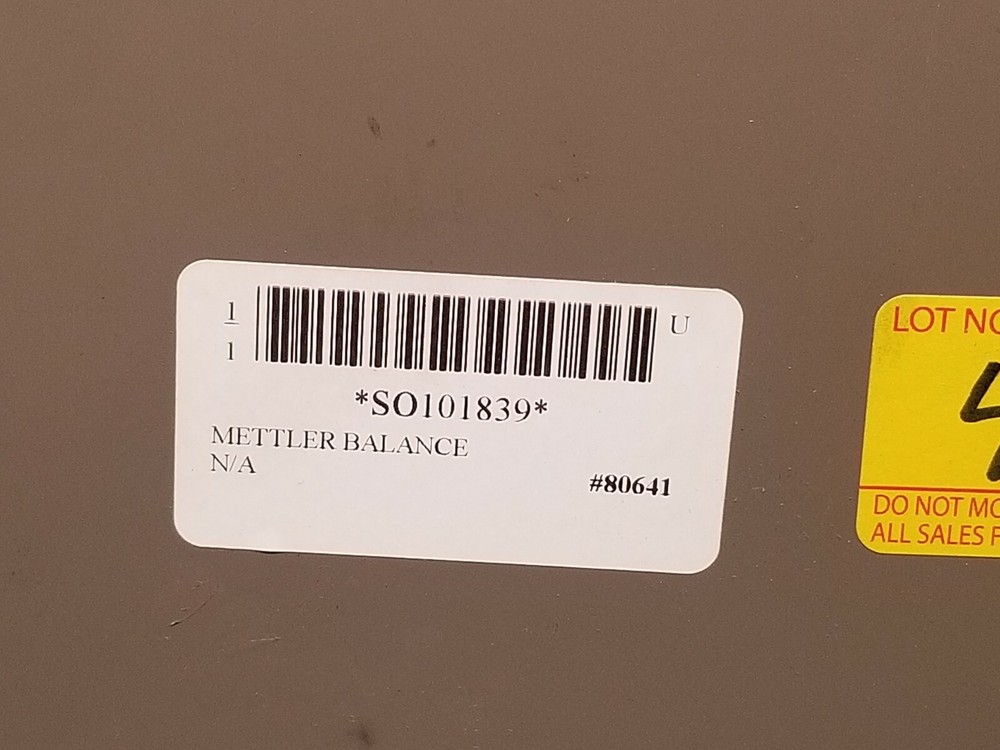 1
1
U
*SO101839*
METTLER BALANCE
N/A
#80641
LOT NO
DO NOT MO
ALL SALES F